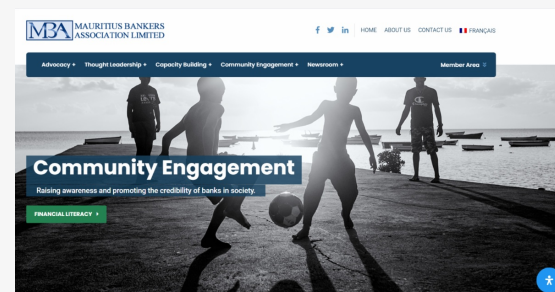 MBA
MAURITIUS BANKERS
ASSOCIATION LIMITED
HOME ABOUT US CONTACT US FRANÇAIS
Advocacy + Thought Leadership + Capacity Building + Community Engagement + Newsroom + Member Area
Community Engagement
Raising awareness and promoting the credibility of banks in society.
FINANCIAL LITERACY